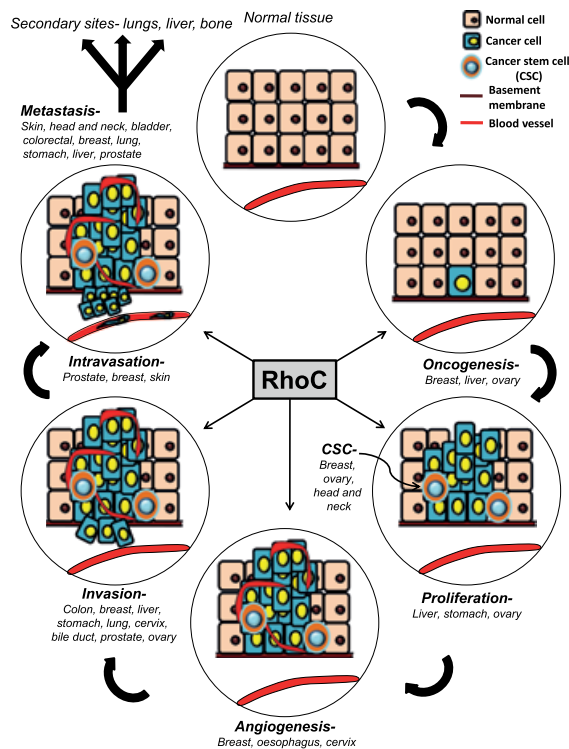 Secondary sites- lungs, liver, bone
Normal tissue
Normal cell
Cancer cell
Cancer stem cell
(CSC)
Basement
membrane
Blood vessel
Metastasis-
Skin, head and neck, bladder,
colorectal, breast, lung,
stomach, liver, prostate
Intravasation-
Prostate, breast, skin
RhoC
Oncogenesis-
Breast, liver, ovary
CSC-
Breast,
ovary,
head and
neck
Invasion-
Colon, breast, liver,
stomach, lung, cervix,
bile duct, prostate, ovary
Proliferation-
Liver, stomach, ovary
Angiogenesis-
Breast, oesophagus, cervix